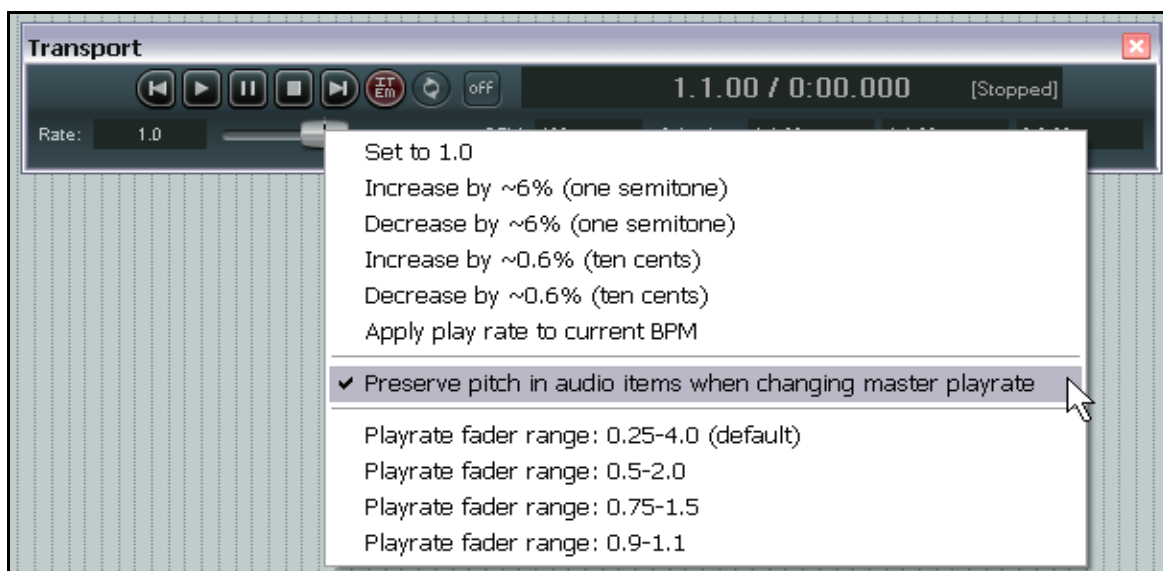 Transport
IT
EM
off
1.1.00 / 0:00.000
[Stopped]
Rate:
1.0
Set to 1.0
Increase by ~6% (one semitone)
Decrease by ~6% (one semitone)
Increase by ~0.6% (ten cents)
Decrease by ~0.6% (ten cents)
Apply play rate to current BPM
Preserve pitch in audio items when changing master playrate
Playrate fader range: 0.25-4.0 (default)
Playrate fader range: 0.5-2.0
Playrate fader range: 0.75-1.5
Playrate fader range: 0.9-1.1